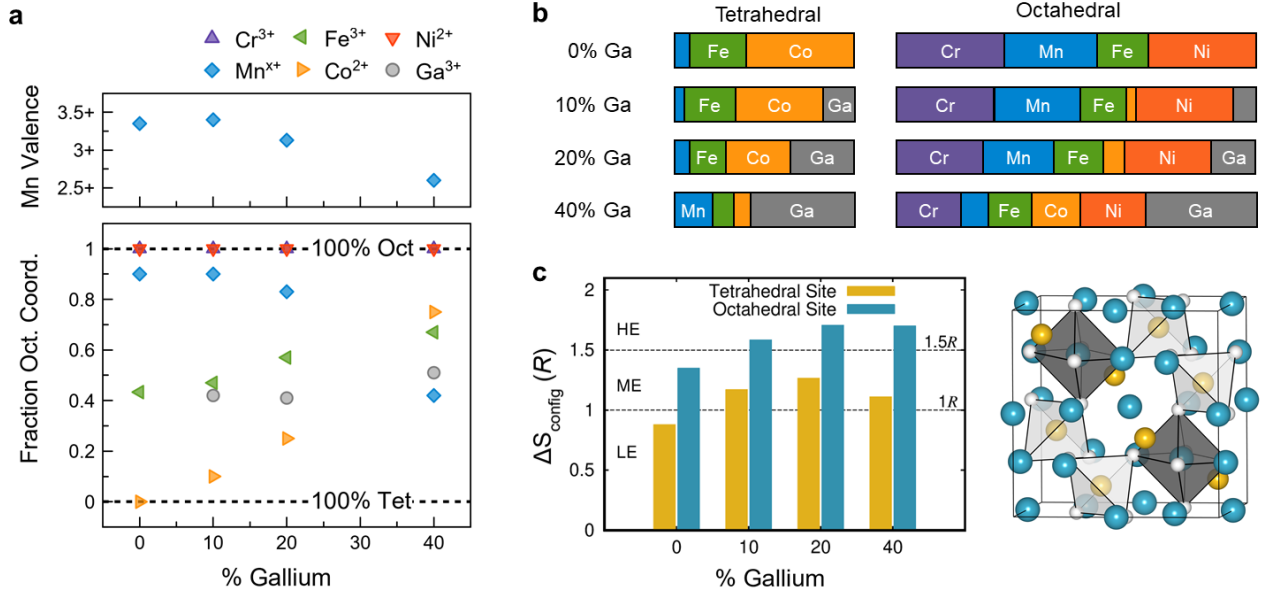 a
Cr3+ Fe3+ Ni2+
Mnx+ Co2+ Ga3+
Mn Valence
3.5+
3+
2.5+
Fraction Oct. Coord.
1
0.8
0.6
0.4
0.2
0
100% Oct
100% Tet
0 10 20 30 40
% Gallium
b
Tetrahedral Octahedral
0% Ga Fe Co Cr Mn Fe Ni
10% Ga Fe Co Ga Cr Mn Fe Ni
20% Ga Fe Co Ga Cr Mn Fe Ni Ga
40% Ga Mn Ga Cr Fe Co Ni Ga
c
ΔSconfig (R)
2
1.5
1
0.5
0
Tetrahedral Site
Octahedral Site
HE
1.5R
ME
1R
LE
0 10 20 40
% Gallium